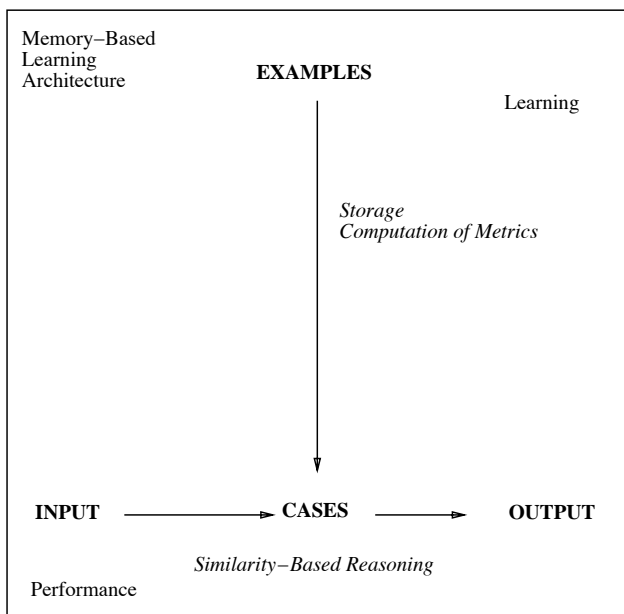 Memory–Based
Learning
Architecture
EXAMPLES
Learning
Storage
Computation of Metrics
INPUT
CASES
OUTPUT
Similarity–Based Reasoning
Performance